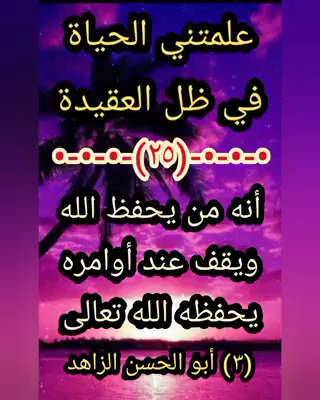 علمتني الحياة
في ظل العقيدة
•-•-•-•-(٢٥)-•-•-•-•
أنه من يحفظ الله
ويقف عند أوامره
يحفظه الله تعالى
(٣) أبو الحسن الزاهد